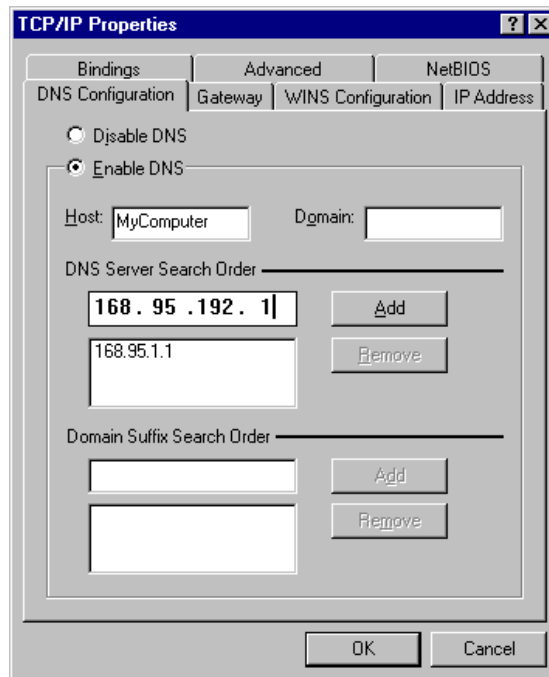 TCP/IP Properties
Bindings Advanced NetBIOS
DNS Configuration Gateway WINS Configuration IP Address
Disable DNS
Enable DNS
Host: MyComputer Domain:
DNS Server Search Order
168. 95 .192. 1 Add
168.95.1.1 Remove
Domain Suffix Search Order
Add
Remove
OK Cancel